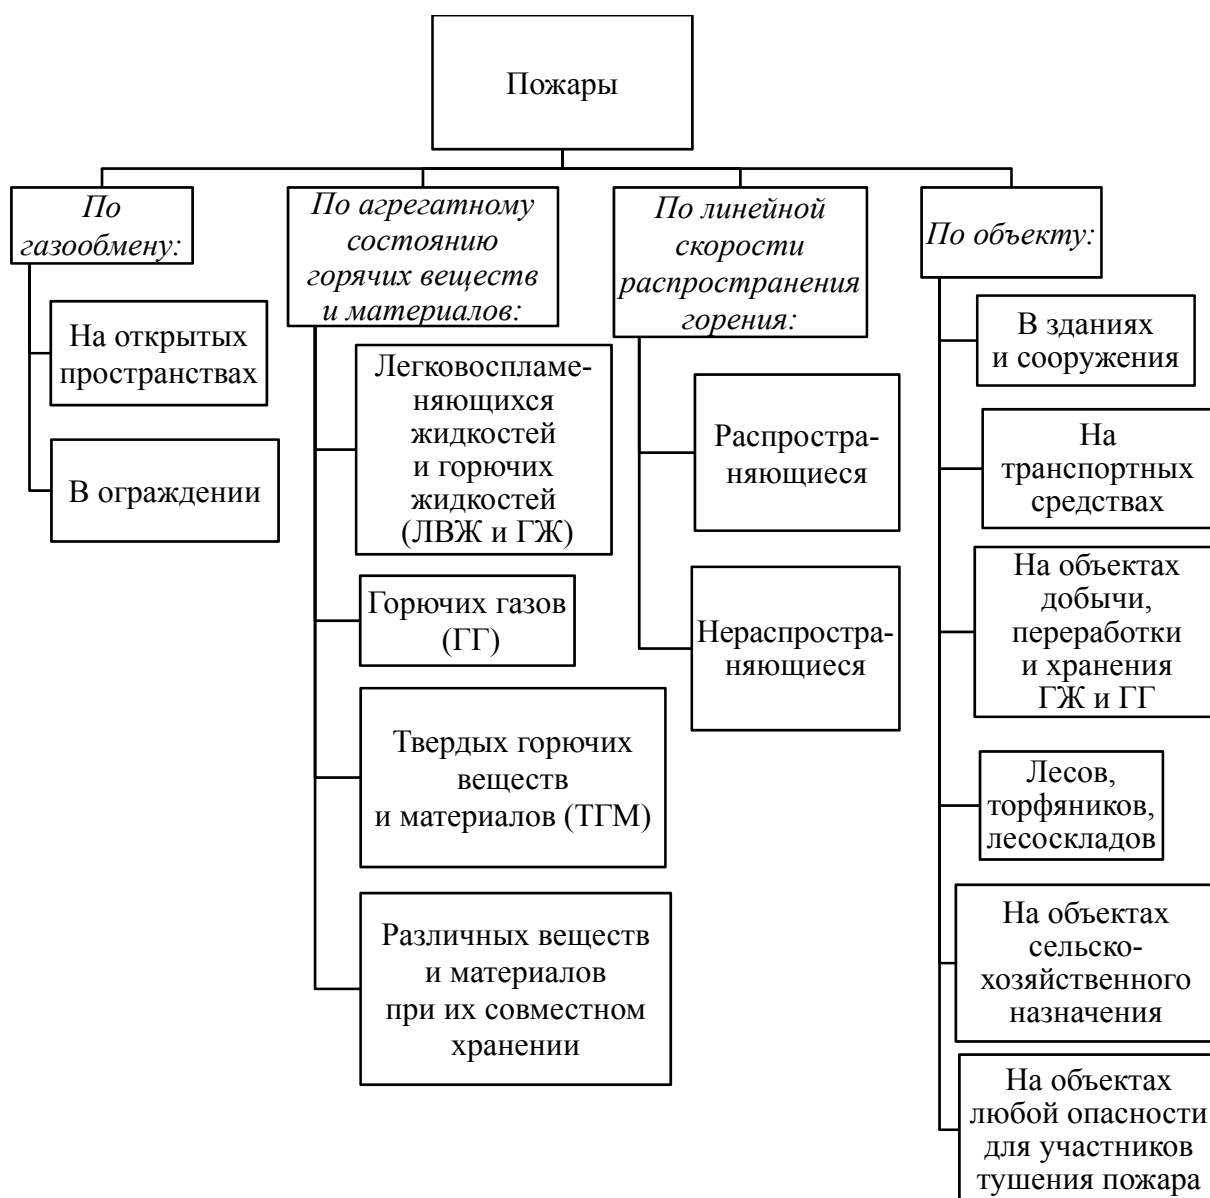 Пожары
По
газообмену:
На открытых
пространствах
В ограждении
По агрегатному
состоянию
горячих веществ
и материалов:
Легковоспламе-
няющихся
жидкостей
и горючих
жидкостей
(ЛВЖ и ГЖ)
Горючих газов
(ГГ)
Твердых горючих
веществ
и материалов (ТГМ)
Различных веществ
и материалов
при их совместном
хранении
По линейной
скорости
распространения
горения:
Распростра-
няющиеся
Нераспростра-
няющиеся
По объекту:
В зданиях
и сооружения
На
транспортных
средствах
На объектах
добычи,
переработки
и хранения
ГЖ и ГГ
Лесов,
торфяников,
лесоскладов
На объектах
сельско-
хозяйственного
назначения
На объектах
любой опасности
для участников
тушения пожара